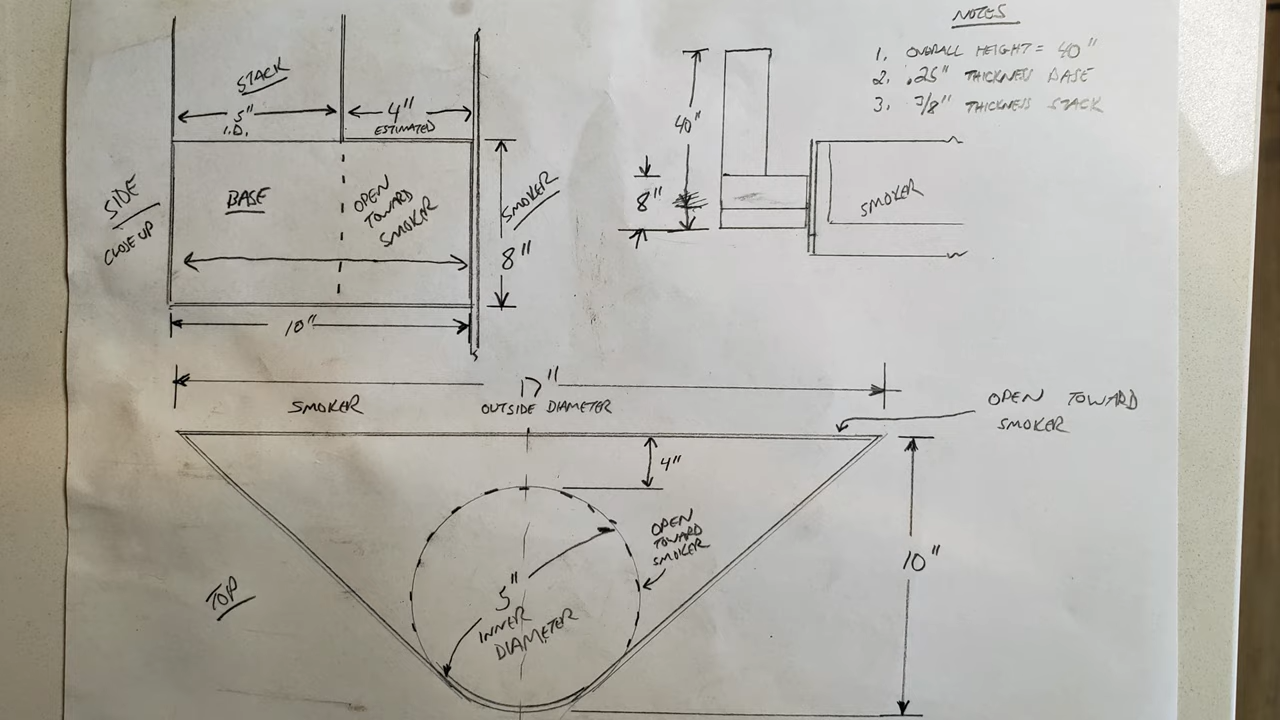 NOTES
1. OVERALL HEIGHT = 40"
2. .25" THICKNESS BASE
3. 7/8" THICKNESS STACK
STACK
5"
I.D.
4"
ESTIMATED
SIDE
CLOSE UP
BASE
OPEN
TOWARD
SMOKER
SMOKER
8"
10"
40"
8"
SMOKER
17"
SMOKER
OUTSIDE DIAMETER
OPEN TOWARD
SMOKER
4"
OPEN
TOWARD
SMOKER
5"
INNER
DIAMETER
10"
TOP